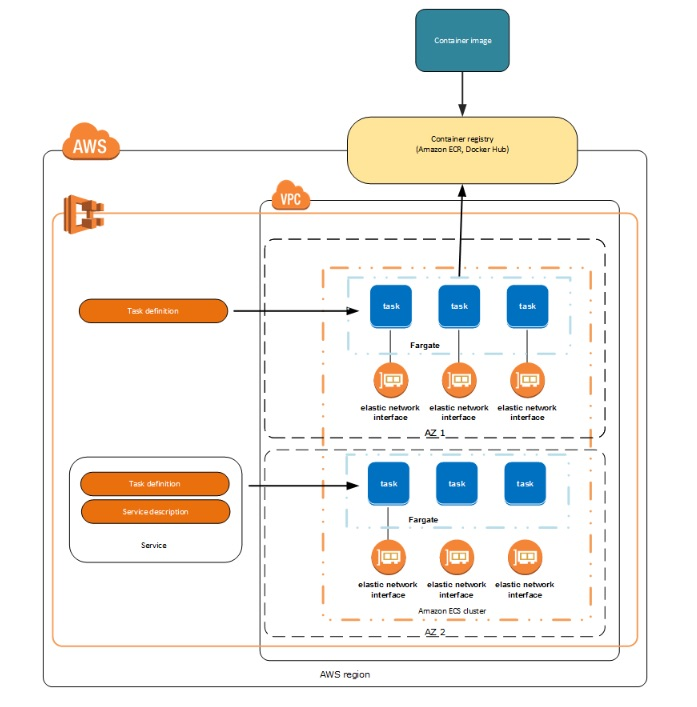 Container image
Container registry
(Amazon ECR, Docker Hub)
AWS
VPC
task
task
task
Task definition
Fargate
elastic network
interface
elastic network
interface
elastic network
interface
AZ 1
task
task
task
Task definition
Service description
Service
Fargate
elastic network
interface
elastic network
interface
elastic network
interface
Amazon ECS cluster
AZ 2
AWS region